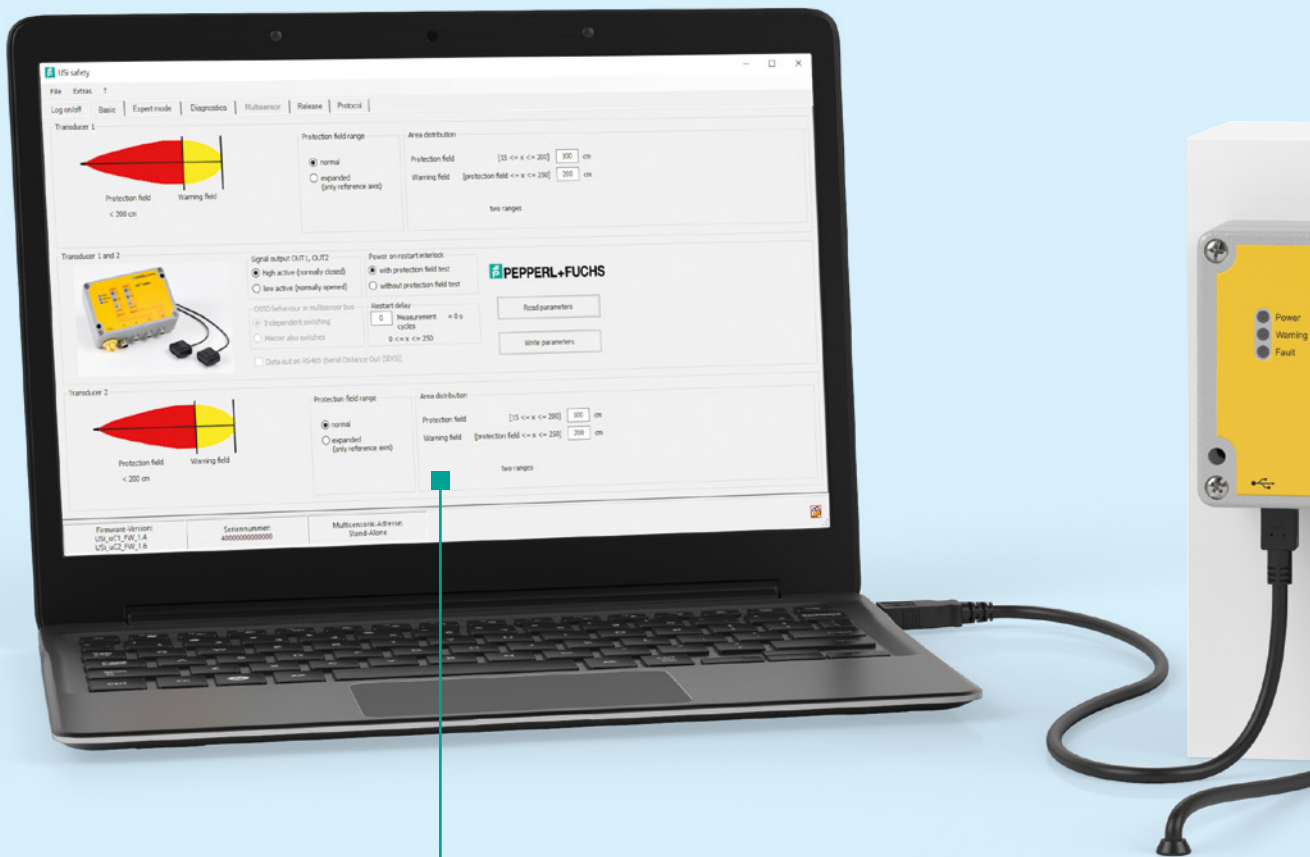 USi safety
File Extras ?
Log on/off Basic Expert mode Diagnostics Multisensor Release Protocol
Transducer 1
Protection field range
Area distribution
normal
expanded
(only reference axis)
Protection field [15 <= x <= 200] 100 cm
Warning field [protection field <= x <= 250] 200 cm
two ranges
Protection field Warning field
< 200 cm
Transducer 1 and 2
Signal output OUT1, OUT2
high active (normally closed)
low active (normally opened)
Power on restart interlock
with protection field test
without protection field test
OSSD behaviour in multisensor bus
Independent switching
Master also switches
Restart delay
0 Measurement = 0 s
cycles
0 <= x <= 250
Data out on RS485 (Serial Distance Out [SDO])
PEPPERL+FUCHS
Read parameters
Write parameters
Transducer 2
Protection field range
Area distribution
normal
expanded
(only reference axis)
Protection field [15 <= x <= 200] 100 cm
Warning field [protection field <= x <= 250] 200 cm
two ranges
Protection field Warning field
< 200 cm
Firmware-Version:
USi_uC1_FW_1.4
USi_uC2_FW_1.6
Seriennummer:
40000000000000
Multisensorik-Adresse:
Stand-Alone
Power
Warning
Fault